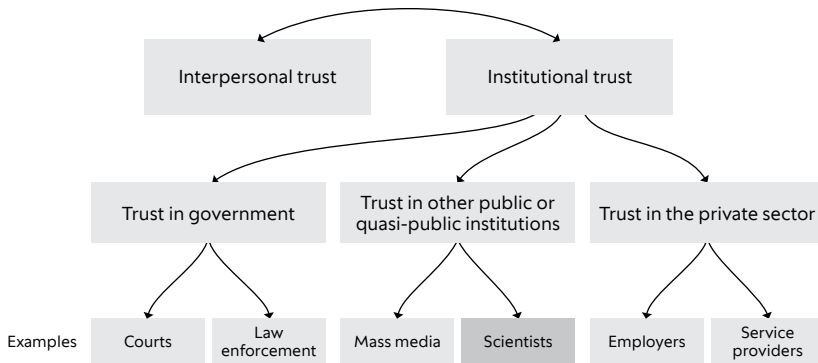 Interpersonal trust
Institutional trust
Trust in government
Trust in other public or
quasi-public institutions
Trust in the private sector
Examples
Courts
Law
enforcement
Mass media
Scientists
Employers
Service
providers